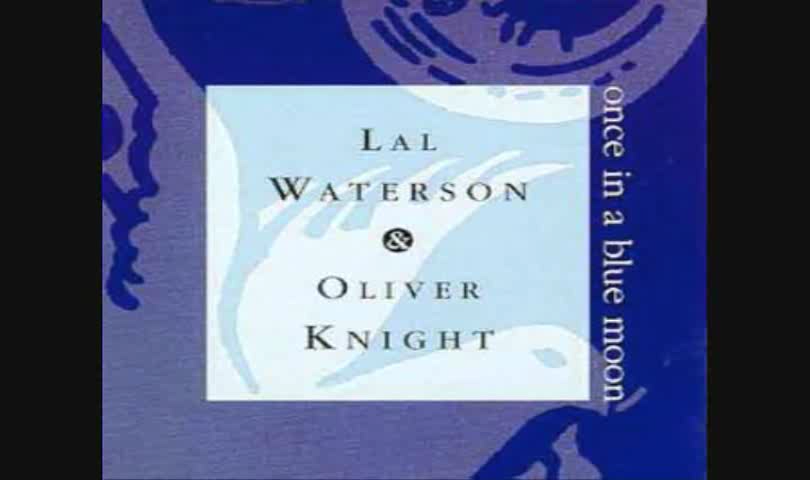 LAL
WATERSON
&
OLIVER
KNIGHT
once in a blue moon